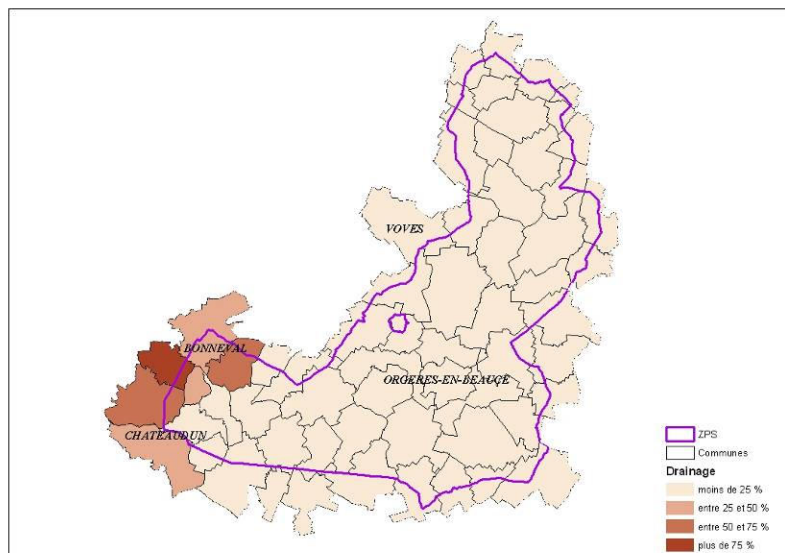 VOVES
BONNEVAL
ORGERES-EN-BEAUCE
CHATEAUDUN
ZPS
Communes
Drainage
moins de 25 %
entre 25 et 50 %
entre 50 et 75 %
plus de 75 %